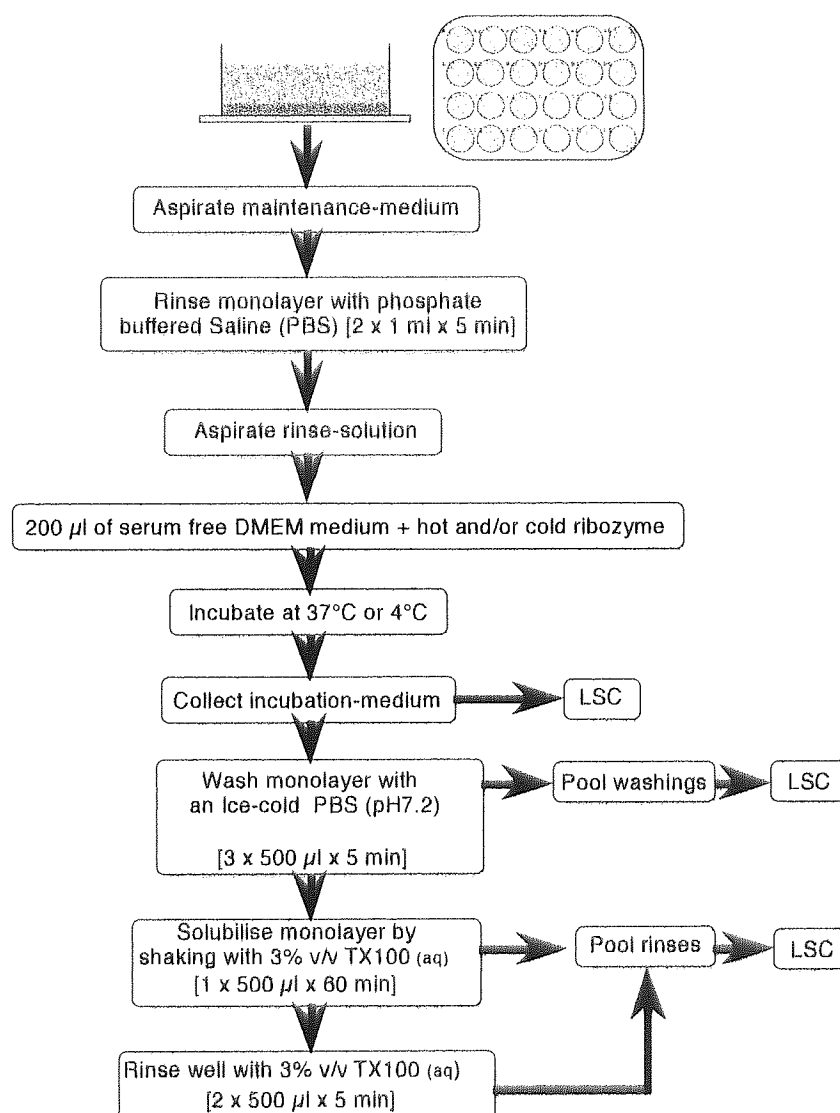 Aspirate maintenance-medium
Rinse monolayer with phosphate
buffered Saline (PBS) [2 x 1 ml x 5 min]
Aspirate rinse-solution
200 µl of serum free DMEM medium + hot and/or cold ribozyme
Incubate at 37°C or 4°C
Collect incubation-medium
LSC
Wash monolayer with
an Ice-cold PBS (pH7.2)
[3 x 500 µl x 5 min]
Pool washings
LSC
Solubilise monolayer by
shaking with 3% v/v TX100 (aq)
[1 x 500 µl x 60 min]
Pool rinses
LSC
Rinse well with 3% v/v TX100 (aq)
[2 x 500 µl x 5 min]